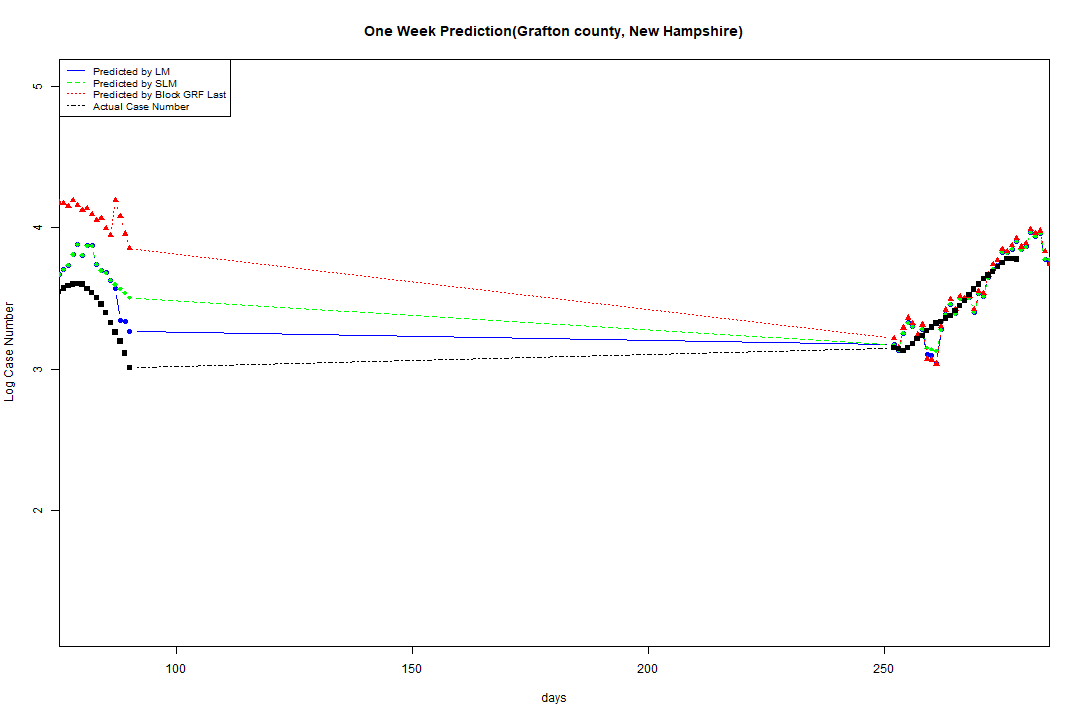 One Week Prediction(Grafton county, New Hampshire)
Predicted by LM
Predicted by SLM
Predicted by Block GRF Last
Actual Case Number
5
4
3
2
Log Case Number
100 150 200 250
days